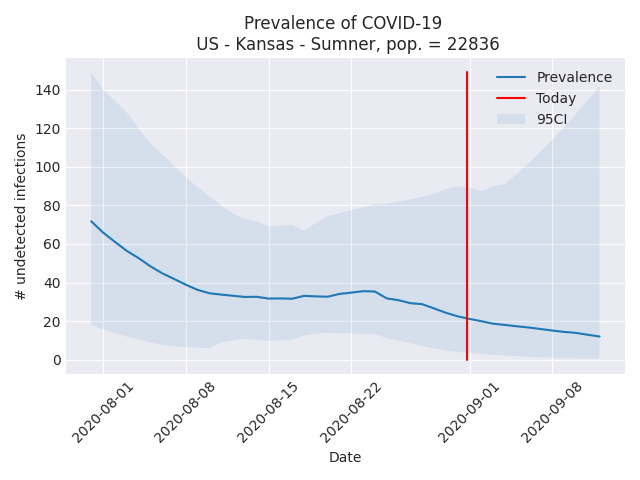 Prevalence of COVID-19
US - Kansas - Sumner, pop. = 22836
Prevalence
Today
95CI
# undetected infections
140
120
100
80
60
40
20
0
2020-08-01
2020-08-08
2020-08-15
2020-08-22
2020-09-01
2020-09-08
Date